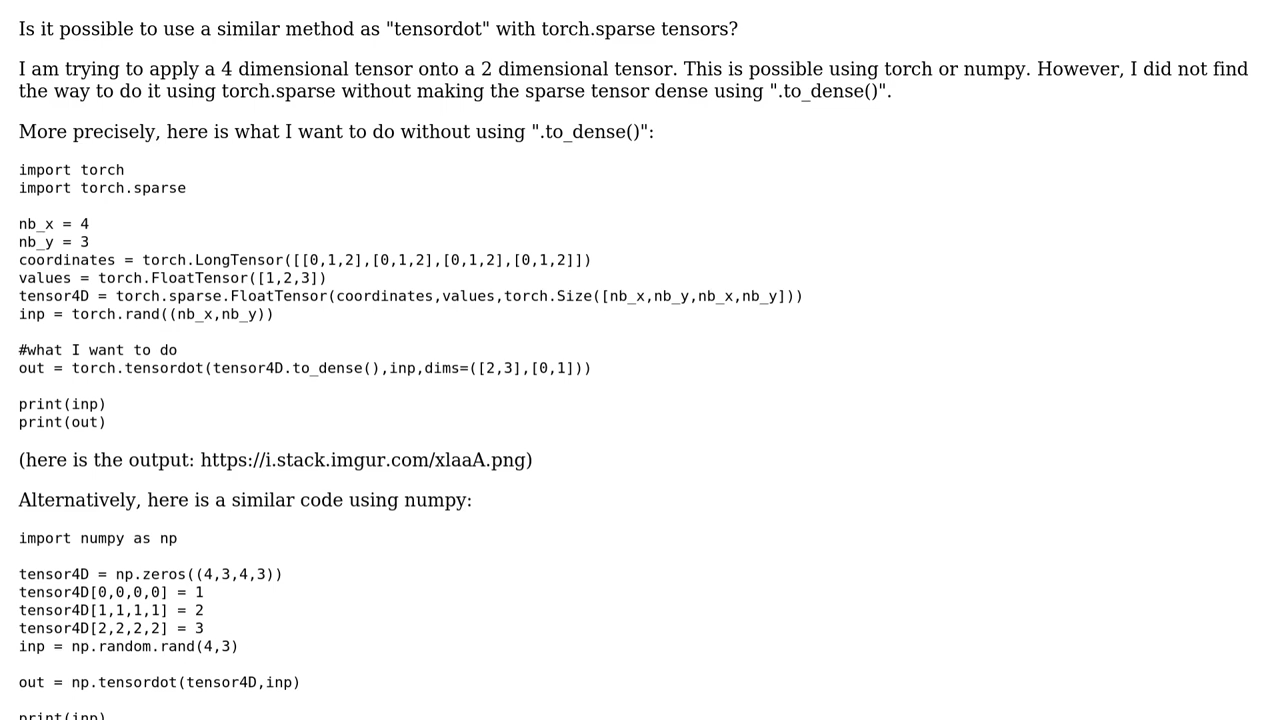 Is it possible to use a similar method as "tensordot" with torch.sparse tensors?
I am trying to apply a 4 dimensional tensor onto a 2 dimensional tensor. This is possible using torch or numpy. However, I did not find
the way to do it using torch.sparse without making the sparse tensor dense using ".to_dense()".
More precisely, here is what I want to do without using ".to_dense()":
import torch
import torch.sparse
nb_x = 4
nb_y = 3
coordinates = torch.LongTensor([[0,1,2],[0,1,2],[0,1,2],[0,1,2]])
values = torch.FloatTensor([1,2,3])
tensor4D = torch.sparse.FloatTensor(coordinates,values,torch.Size([nb_x,nb_y,nb_x,nb_y]))
inp = torch.rand((nb_x,nb_y))
#what I want to do
out = torch.tensordot(tensor4D.to_dense(),inp,dims=([2,3],[0,1]))
print(inp)
print(out)
(here is the output: https://i.stack.imgur.com/xlaaA.png)
Alternatively, here is a similar code using numpy:
import numpy as np
tensor4D = np.zeros((4,3,4,3))
tensor4D[0,0,0,0] = 1
tensor4D[1,1,1,1] = 2
tensor4D[2,2,2,2] = 3
inp = np.random.rand(4,3)
out = np.tensordot(tensor4D,inp)
print(inp)